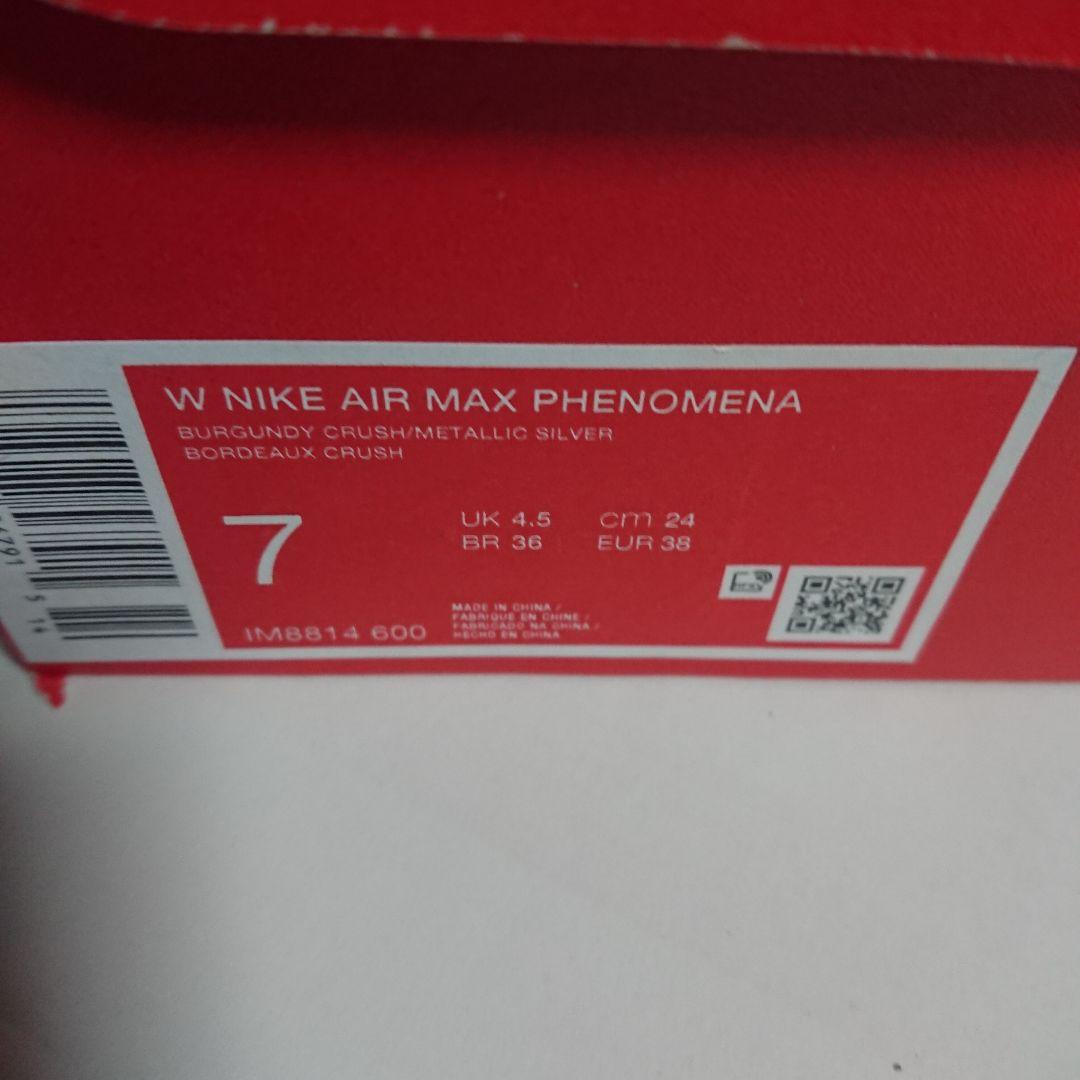 W NIKE AIR MAX PHENOMENA
BURGUNDY CRUSH/METALLIC SILVER
BORDEAUX CRUSH
7
UK 4.5 cm 24
BR 36 EUR 38
IM8814 600
MADE IN CHINA /
FABRIQUE EN CHINE /
FABRICADO NA CHINA /
HECHO EN CHINA